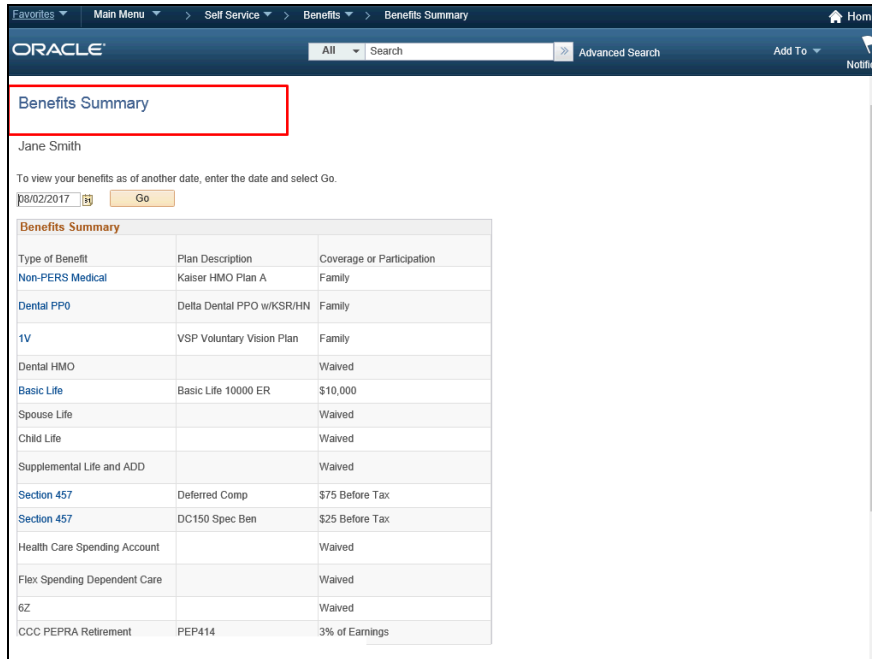 Favorites Main Menu > Self Service > Benefits > Benefits Summary Hom
ORACLE All Search >> Advanced Search Add To
Notific
Benefits Summary
Jane Smith
To view your benefits as of another date, enter the date and select Go.
08/02/2017 31 Go
Benefits Summary
Type of Benefit Plan Description Coverage or Participation
Non-PERS Medical Kaiser HMO Plan A Family
Dental PP0 Delta Dental PPO w/KSR/HN Family
1V VSP Voluntary Vision Plan Family
Dental HMO Waived
Basic Life Basic Life 10000 ER $10,000
Spouse Life Waived
Child Life Waived
Supplemental Life and ADD Waived
Section 457 Deferred Comp $75 Before Tax
Section 457 DC150 Spec Ben $25 Before Tax
Health Care Spending Account Waived
Flex Spending Dependent Care Waived
6Z Waived
CCC PEPRA Retirement PEP414 3% of Earnings